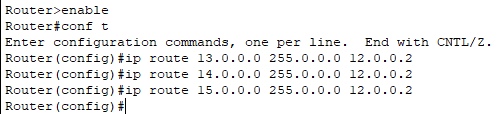 Router>enable
Router#conf t
Enter configuration commands, one per line.  End with CNTL/Z.
Router(config)#ip route 13.0.0.0 255.0.0.0 12.0.0.2
Router(config)#ip route 14.0.0.0 255.0.0.0 12.0.0.2
Router(config)#ip route 15.0.0.0 255.0.0.0 12.0.0.2
Router(config)#